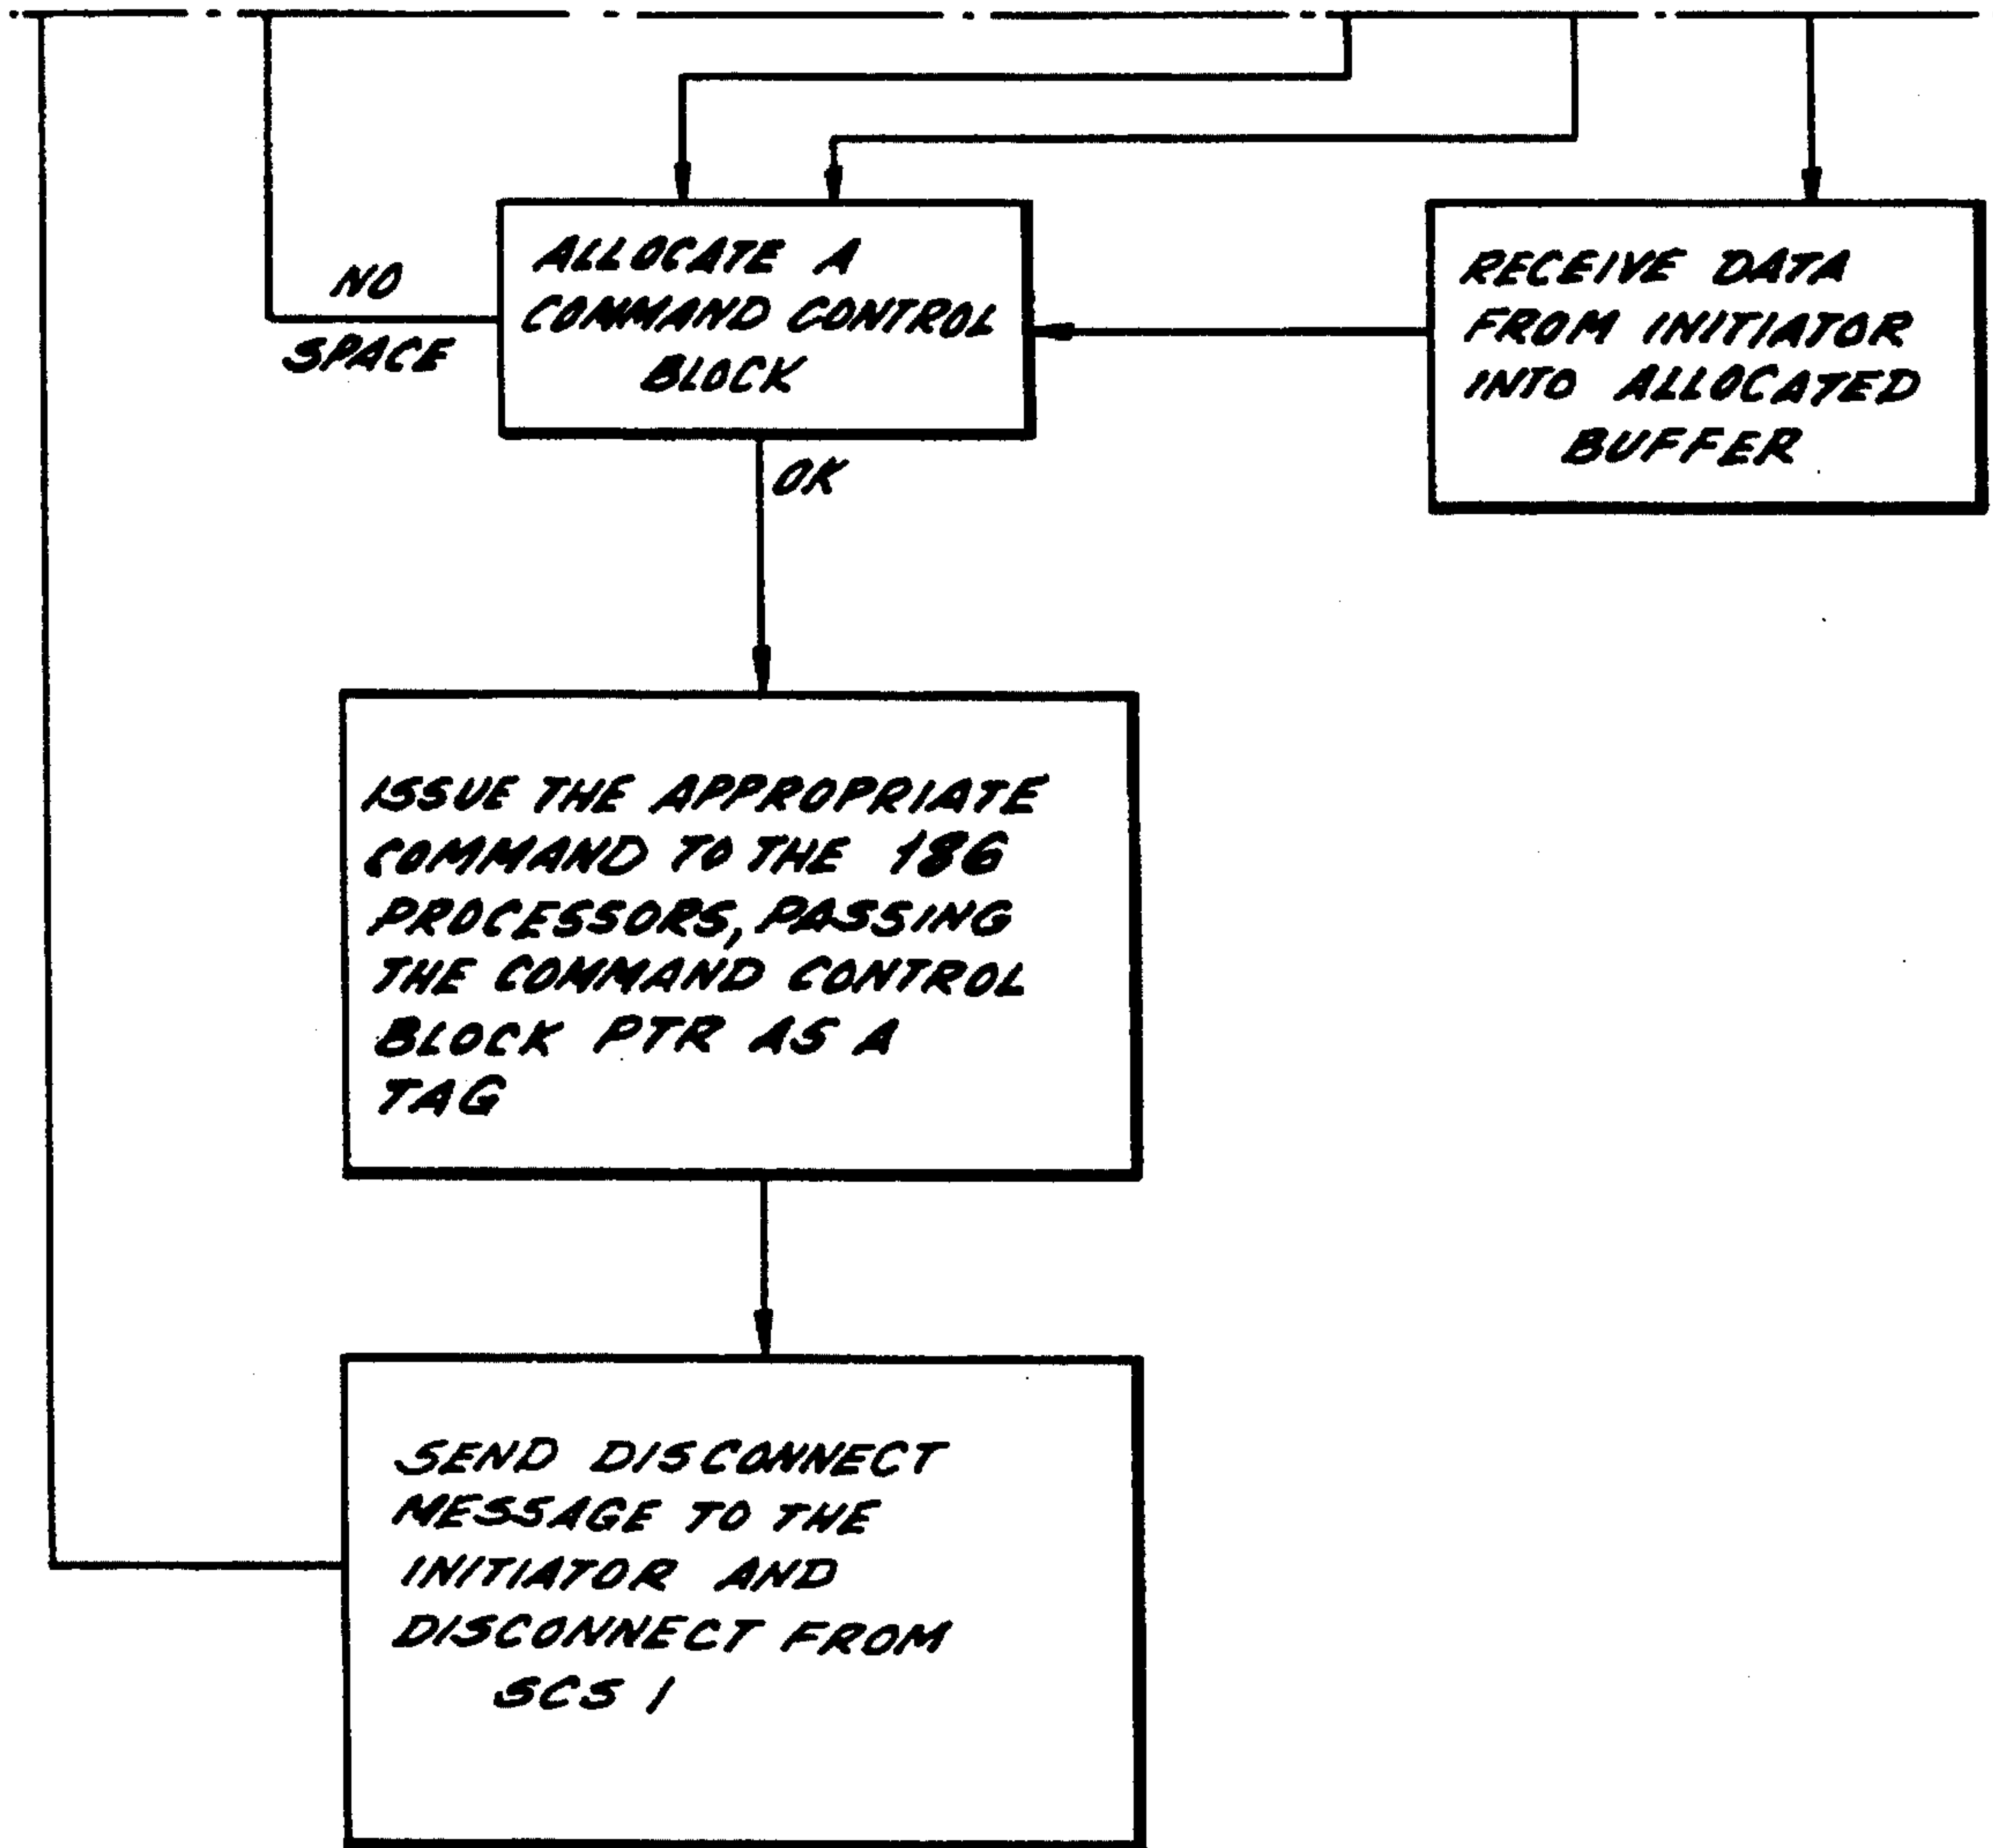 ALLOCATE A
COMMAND CONTROL
BLOCK
NO
SPACE
RECEIVE DATA
FROM INITIATOR
INTO ALLOCATED
BUFFER
OK
ISSUE THE APPROPRIATE
COMMAND TO THE 186
PROCESSORS, PASSING
THE COMMAND CONTROL
BLOCK PTR AS A
TAG
SEND DISCONNECT
MESSAGE TO THE
INITIATOR AND
DISCONNECT FROM
SCSI